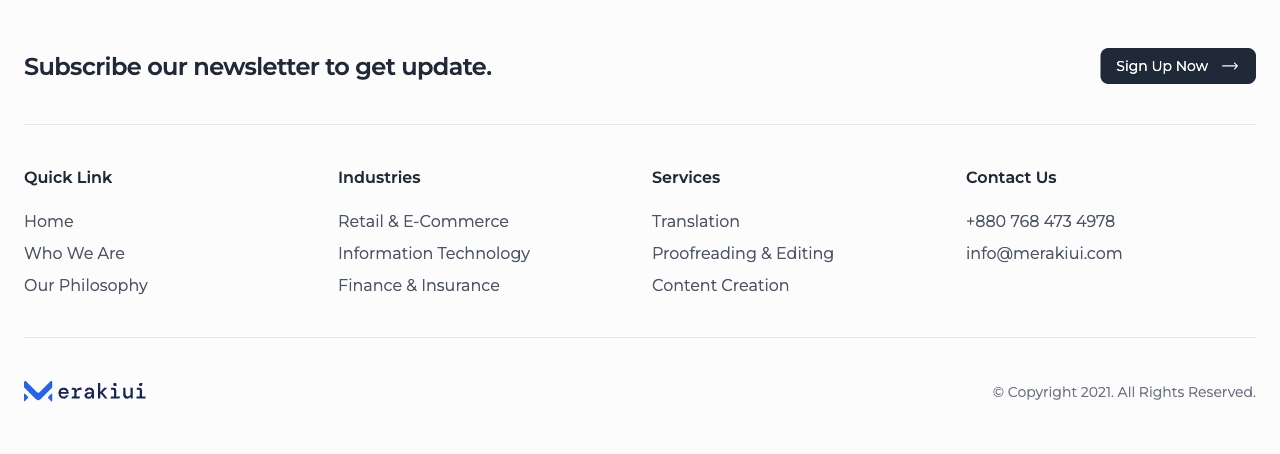 Subscribe our newsletter to get update.
Sign Up Now
Quick Link
Home
Who We Are
Our Philosophy
Industries
Retail & E-Commerce
Information Technology
Finance & Insurance
Services
Translation
Proofreading & Editing
Content Creation
Contact Us
+880 768 473 4978
info@merakiui.com
merakiui
© Copyright 2021. All Rights Reserved.